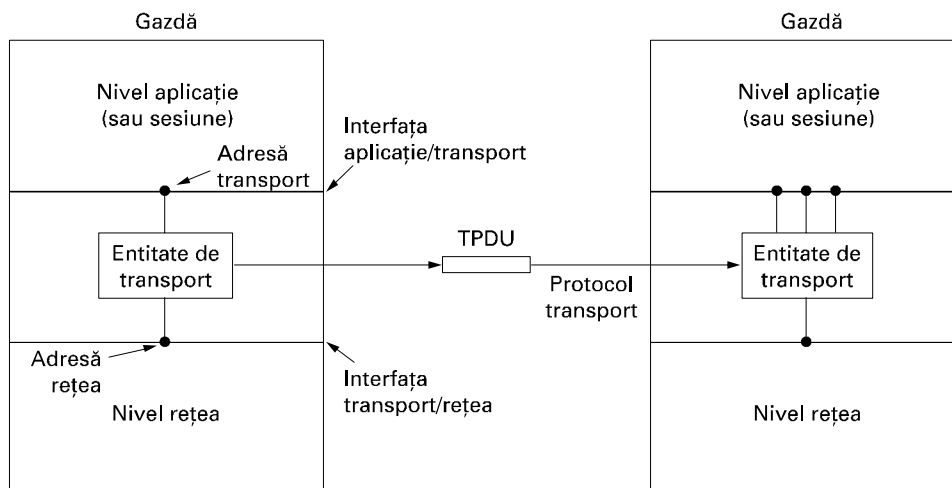 Gazdă
Gazdă
Nivel aplicație
(sau sesiune)
Nivel aplicație
(sau sesiune)
Adresă
transport
Interfața
aplicație/transport
Entitate de
transport
TPDU
Protocol
transport
Entitate de
transport
Adresă
rețea
Interfața
transport/rețea
Nivel rețea
Nivel rețea